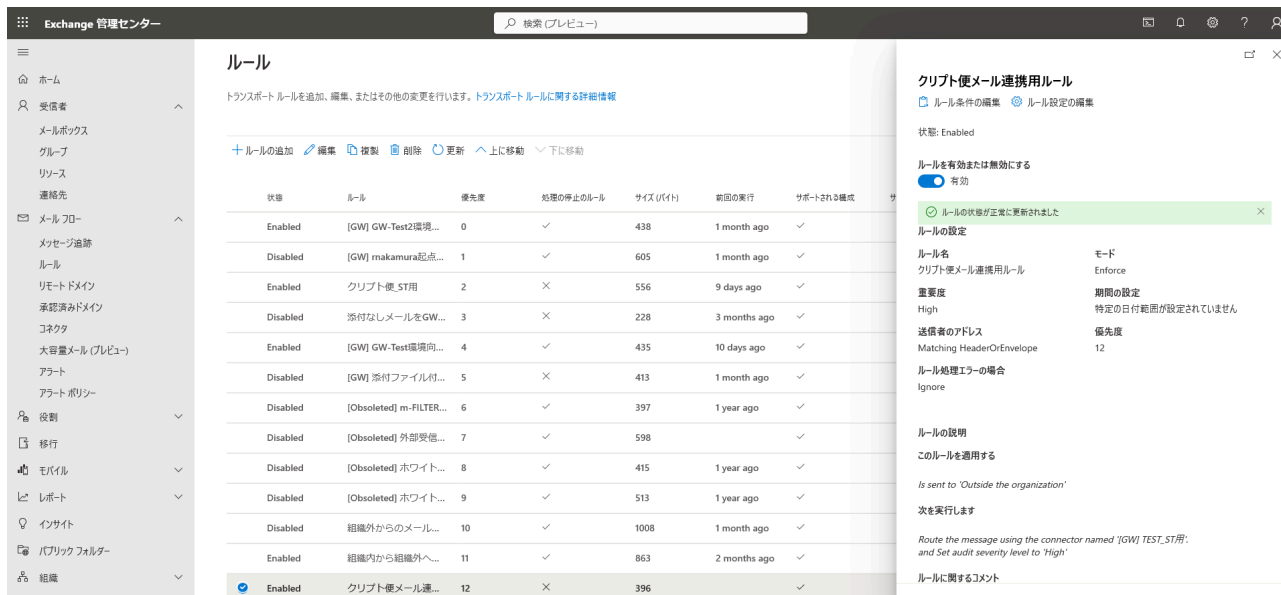 Exchange 管理センター
検索 (プレビュー)
ホーム
受信者
メールボックス
グループ
リソース
連絡先
メール フロー
メッセージ追跡
ルール
リモート ドメイン
承認済みドメイン
コネクタ
大容量メール (プレビュー)
アラート
アラート ポリシー
役割
移行
モバイル
レポート
インサイト
パブリック フォルダー
組織
ルール
トランスポート ルールを追加、編集、またはその他の変更を行います。トランスポート ルールに関する詳細情報
ルールの追加 編集 複製 削除 更新 上に移動 下に移動
状態 ルール 優先度 処理の停止のルール サイズ (バイト) 前回の実行 サポートされる構成 サ
Enabled [GW] GW-Test2環境... 0 438 1 month ago
Disabled [GW] rnakamura起点... 1 605 1 month ago
Enabled クリプト便_ST用 2 556 9 days ago
Disabled 添付なしメールをGW... 3 228 3 months ago
Enabled [GW] GW-Test環境向... 4 435 10 days ago
Disabled [GW] 添付ファイル付... 5 413 1 month ago
Disabled [Obsoleted] m-FILTER... 6 397 1 year ago
Disabled [Obsoleted] 外部受信... 7 598
Disabled [Obsoleted] ホワイト... 8 415 1 year ago
Disabled [Obsoleted] ホワイト... 9 513 1 year ago
Disabled 組織外からのメール... 10 1008 1 month ago
Enabled 組織内から組織外へ... 11 863 2 months ago
Enabled クリプト便メール連... 12 396
クリプト便メール連携用ルール
ルール条件の編集 ルール設定の編集
状態: Enabled
ルールを有効または無効にする
有効
ルールの状態が正常に更新されました
ルールの設定
ルール名 モード
クリプト便メール連携用ルール Enforce
重要度 期間の設定
High 特定の日付範囲が設定されていません
送信者のアドレス 優先度
Matching HeaderOrEnvelope 12
ルール処理エラーの場合
Ignore
ルールの説明
このルールを適用する
Is sent to 'Outside the organization'
次を実行します
Route the message using the connector named '[GW] TEST_ST用'.
and Set audit severity level to 'High'
ルールに関するコメント